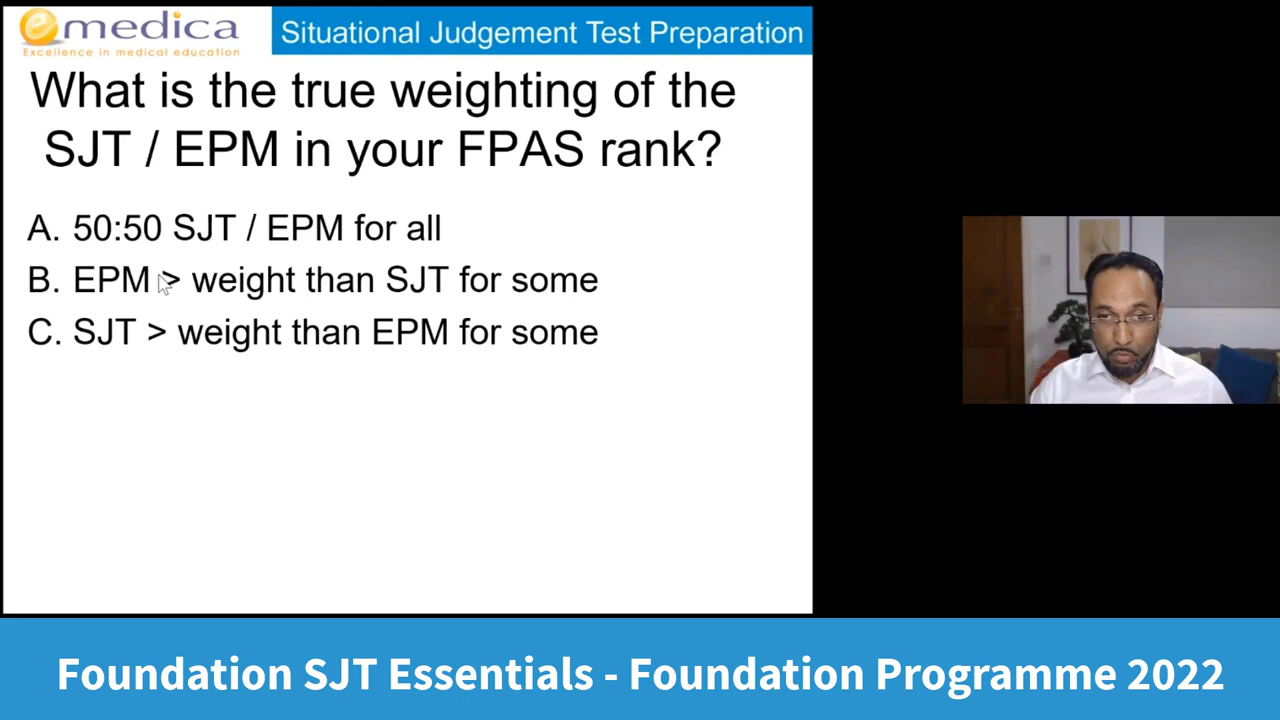 emedica
Excellence in medical education
Situational Judgement Test Preparation
What is the true weighting of the
SJT / EPM in your FPAS rank?
A. 50:50 SJT / EPM for all
B. EPM > weight than SJT for some
C. SJT > weight than EPM for some
Foundation SJT Essentials - Foundation Programme 2022